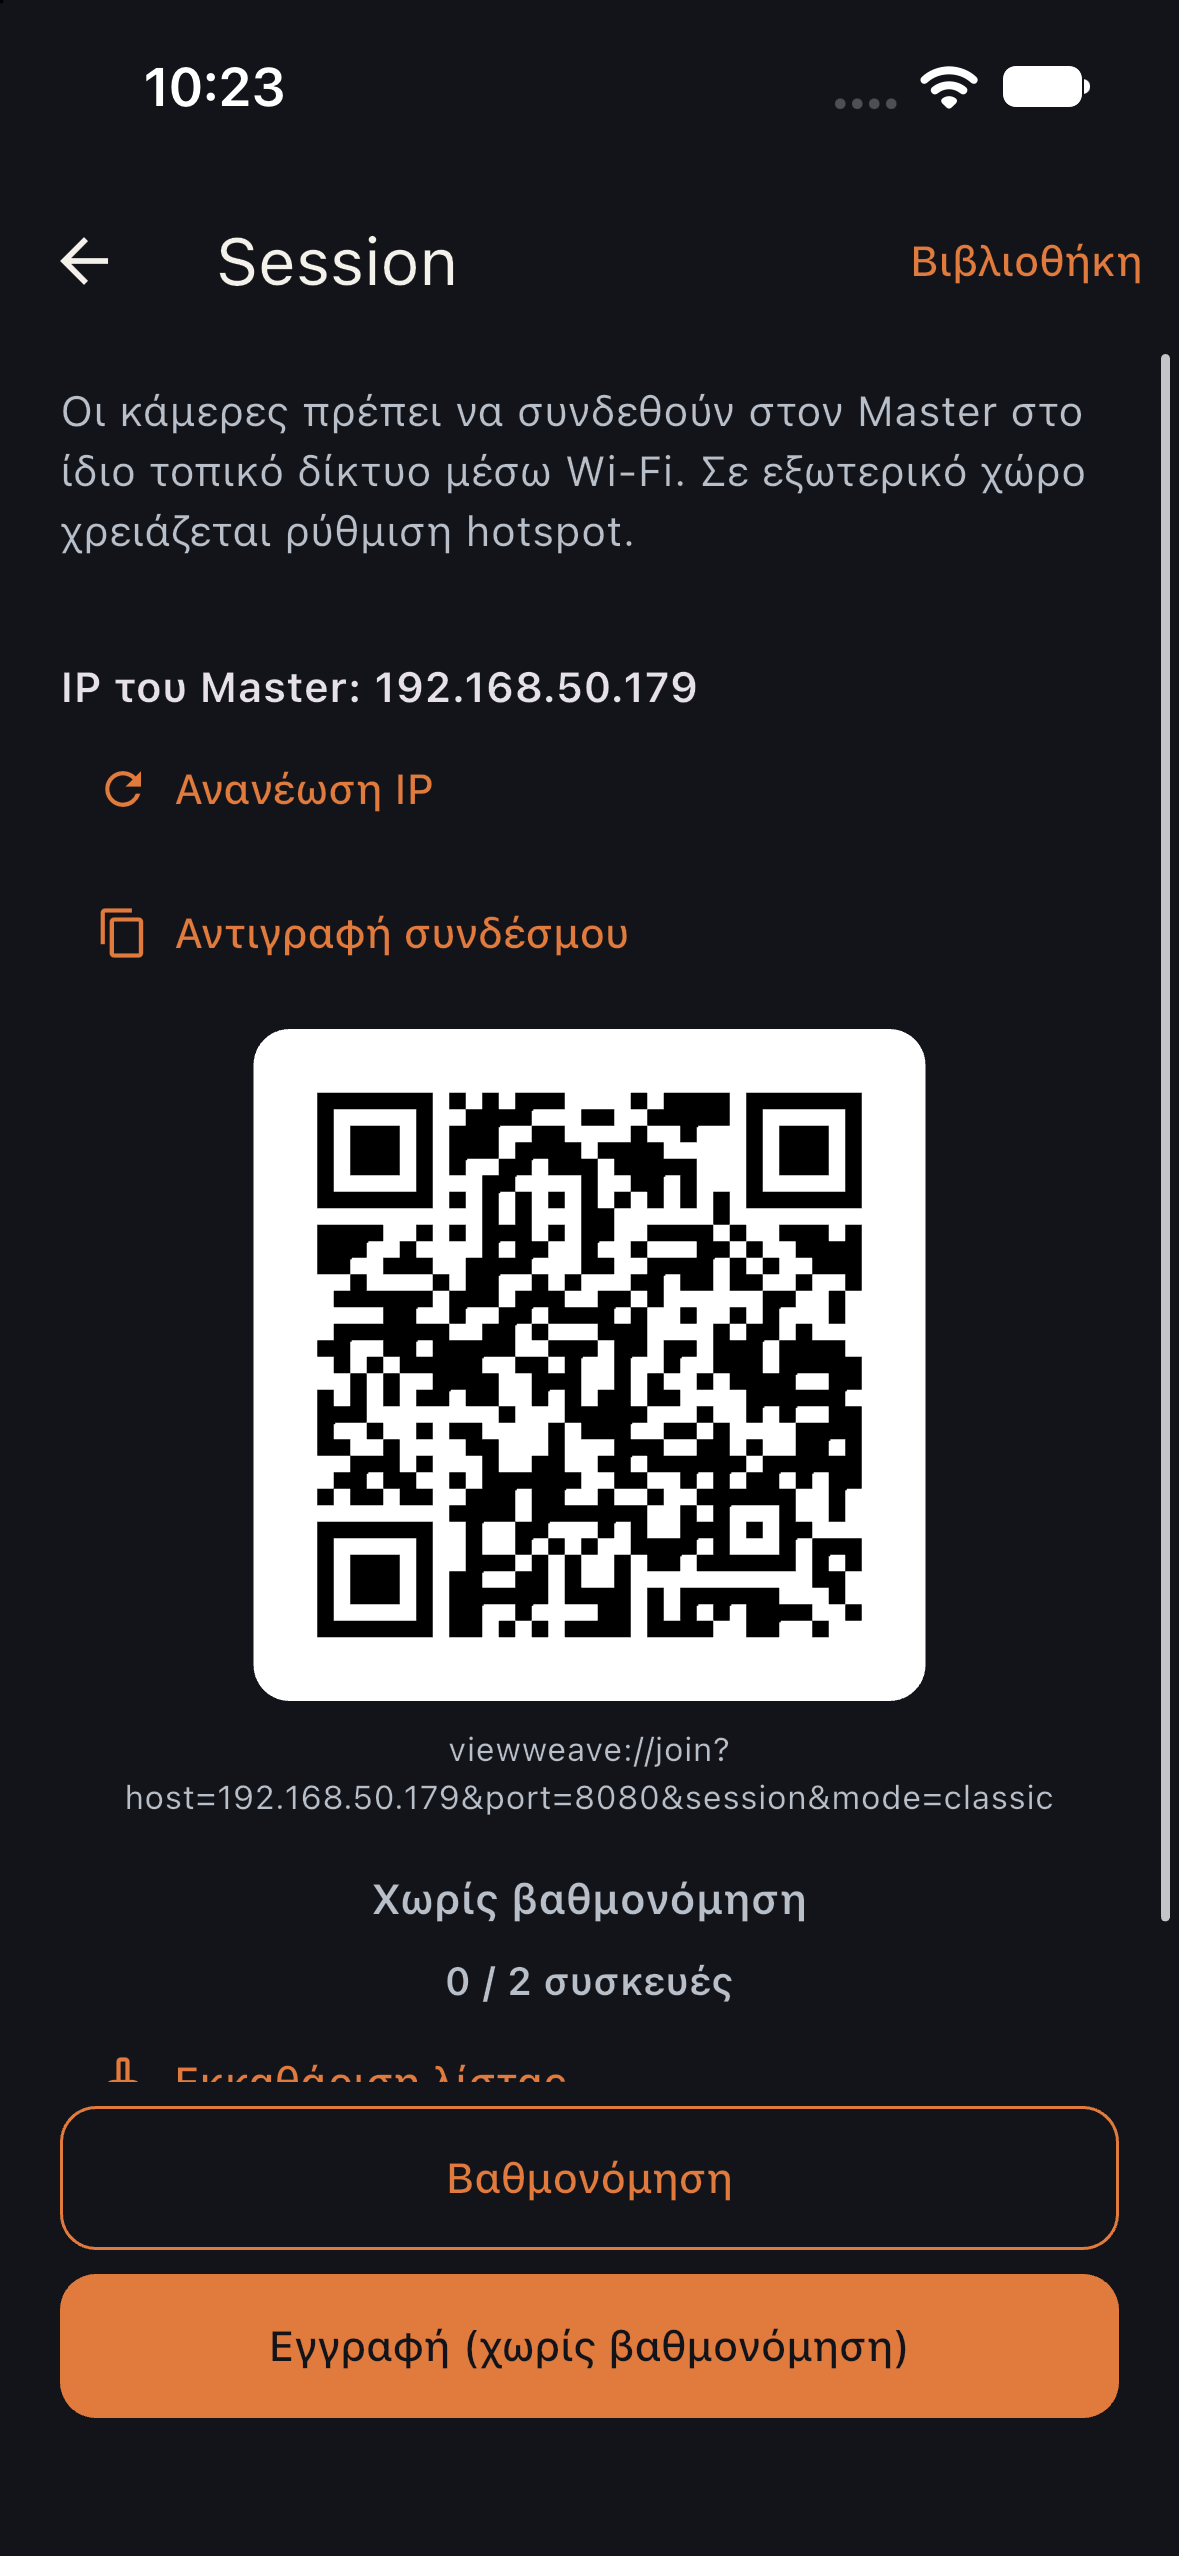 10:23
Session
Βιβλιοθήκη
Οι κάμερες πρέπει να συνδεθούν στον Master στο
ίδιο τοπικό δίκτυο μέσω Wi-Fi. Σε εξωτερικό χώρο
χρειάζεται ρύθμιση hotspot.
IP του Master: 192.168.50.179
Ανανέωση IP
Αντιγραφή συνδέσμου
viewweave://join?
host=192.168.50.179&port=8080&session&mode=classic
Χωρίς βαθμονόμηση
0 / 2 συσκευές
Εκκαθάριση λίστας
Βαθμονόμηση
Εγγραφή (χωρίς βαθμονόμηση)